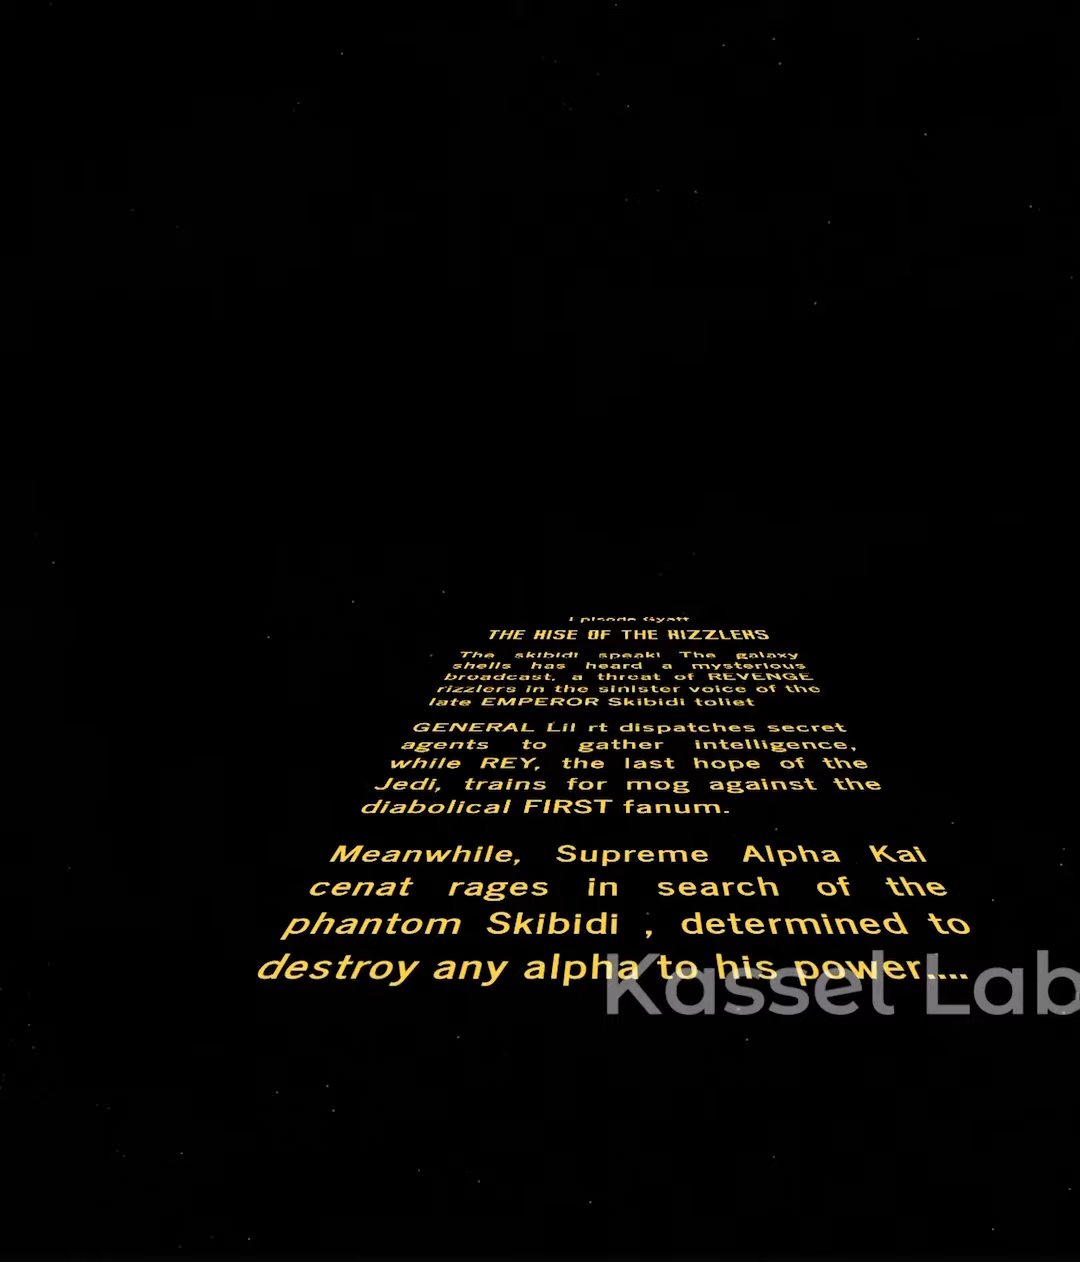 Episode Gyatt
THE RISE OF THE RIZZLERS
The skibidi speak! The galaxy
shells has heard a mysterious
broadcast, a threat of REVENGE
rizzlers in the sinister voice of the
late EMPEROR Skibidi toliet
GENERAL Lil rt dispatches secret
agents to gather intelligence,
while REY, the last hope of the
Jedi, trains for mog against the
diabolical FIRST fanum.
Meanwhile, Supreme Alpha Kai
cenat rages in search of the
phantom Skibidi , determined to
destroy any alpha to his power....
Kassel Lab